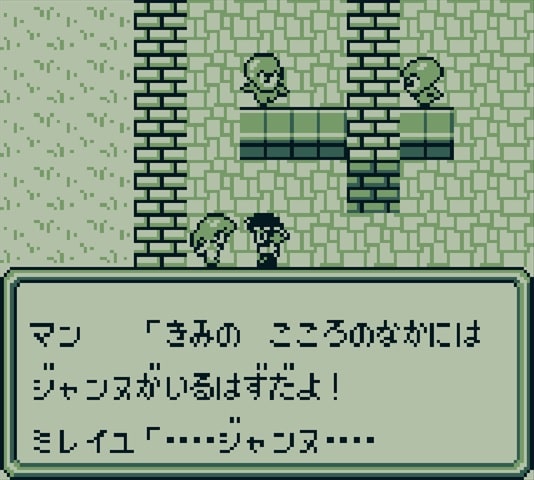 マン　　「きみの　こころのなかには
ジャンヌがいるはずだよ！
ミレイユ「‥‥ジャンヌ‥‥